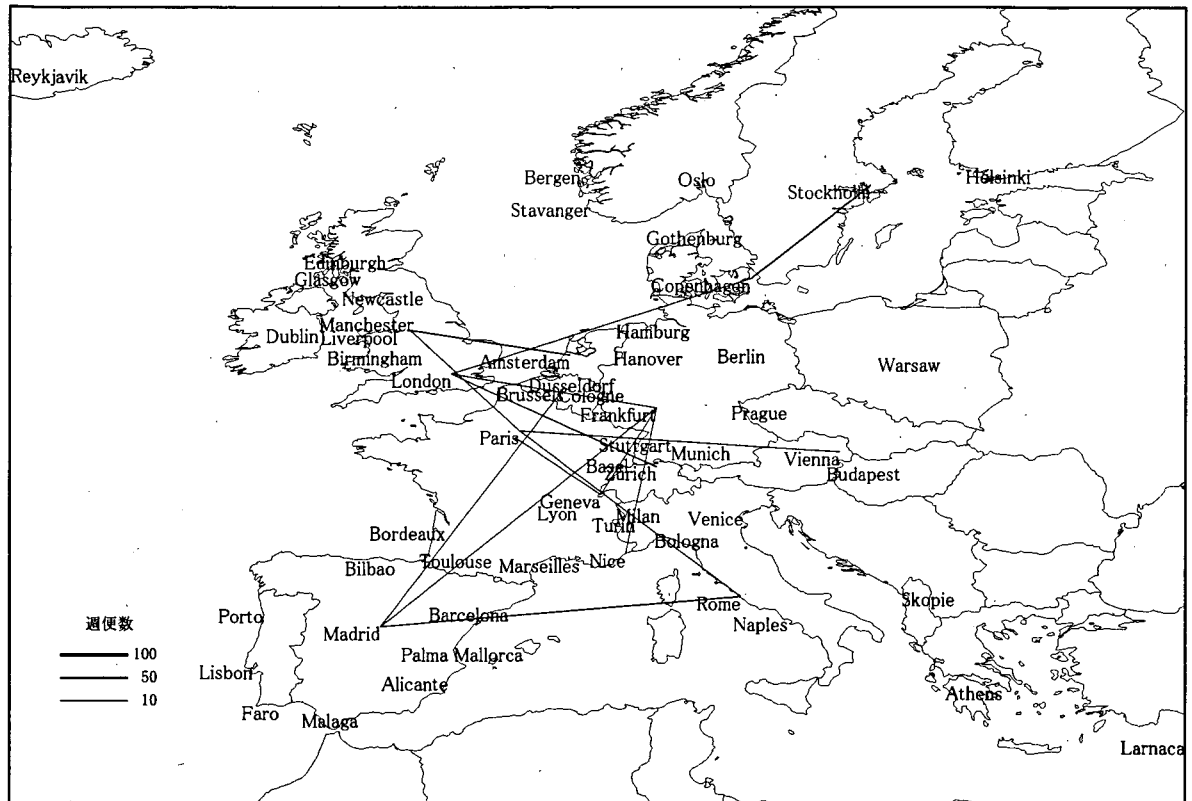 Reykjavik
Bergen
Oslo
Stockholm
Helsinki
Stavanger
Gothenburg
Edinburgh
Glasgow
Copenhagen
Newcastle
Manchester
Dublin
Liverpool
Hamburg
Birmingham
Amsterdam
Hanover
Berlin
Warsaw
London
Dusseldorf
Brussels
Cologne
Frankfurt
Prague
Paris
Stuttgart
Munich
Vienna
Basel
Zurich
Budapest
Geneva
Lyon
Milan
Turin
Venice
Bordeaux
Bologna
Bilbao
Toulouse
Marseilles
Nice
Skopie
Porto
Barcelona
Rome
Naples
Madrid
Palma Mallorca
Lisbon
Alicante
Athens
Faro
Malaga
Larnaca
週便数
100
50
10